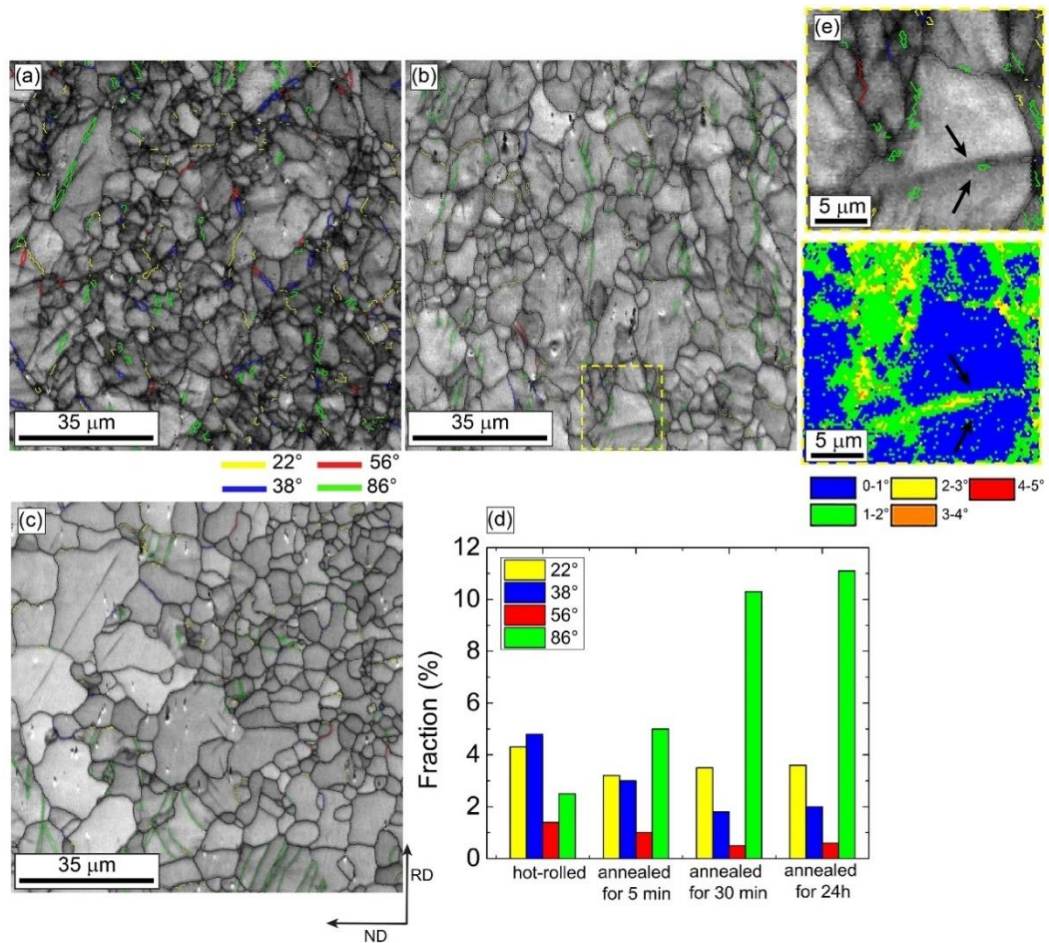 (a)
35 μm
(b)
35 μm
(e)
5 μm
5 μm
0-1° 2-3° 4-5°
1-2° 3-4°
22° 56°
38° 86°
(c)
35 μm
RD
ND
(d)
22°
38°
56°
86°
Fraction (%)
12
10
8
6
4
2
0
hot-rolled annealed annealed annealed
for 5 min for 30 min for 24h